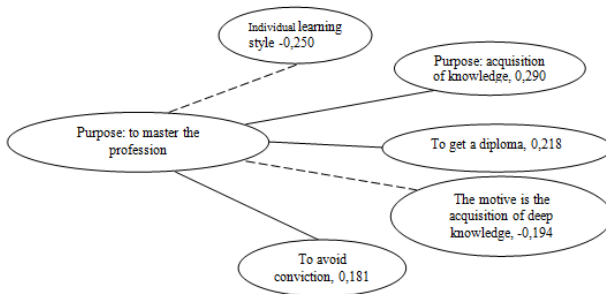 Individual learning
style -0,250
Purpose: acquisition
of knowledge, 0,290
Purpose: to master the
profession
To get a diploma, 0,218
The motive is the
acquisition of deep
knowledge, -0,194
To avoid
conviction, 0,181